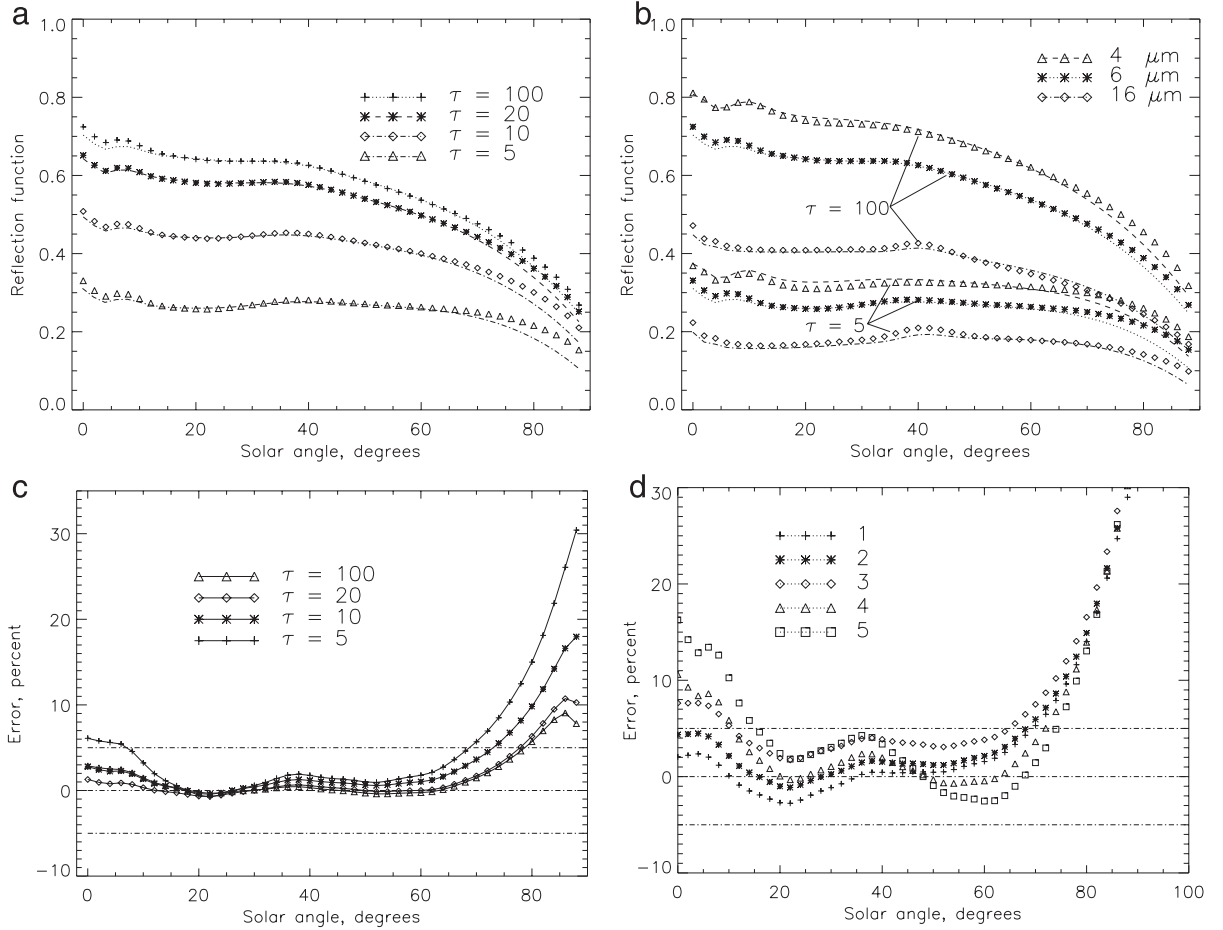 a
1.0
0.8
0.6
0.4
0.2
0.0
Reflection function
τ = 100
τ = 20
τ = 10
τ = 5
0 20 40 60 80
Solar angle, degrees
b
1.0
0.8
0.6
0.4
0.2
0.0
Reflection function
4 μm
6 μm
16 μm
τ = 100
τ = 5
0 20 40 60 80
Solar angle, degrees
c
30
20
10
0
-10
Error, percent
τ = 100
τ = 20
τ = 10
τ = 5
0 20 40 60 80
Solar angle, degrees
d
30
20
10
0
-10
Error, percent
1
2
3
4
5
0 20 40 60 80 100
Solar angle, degrees